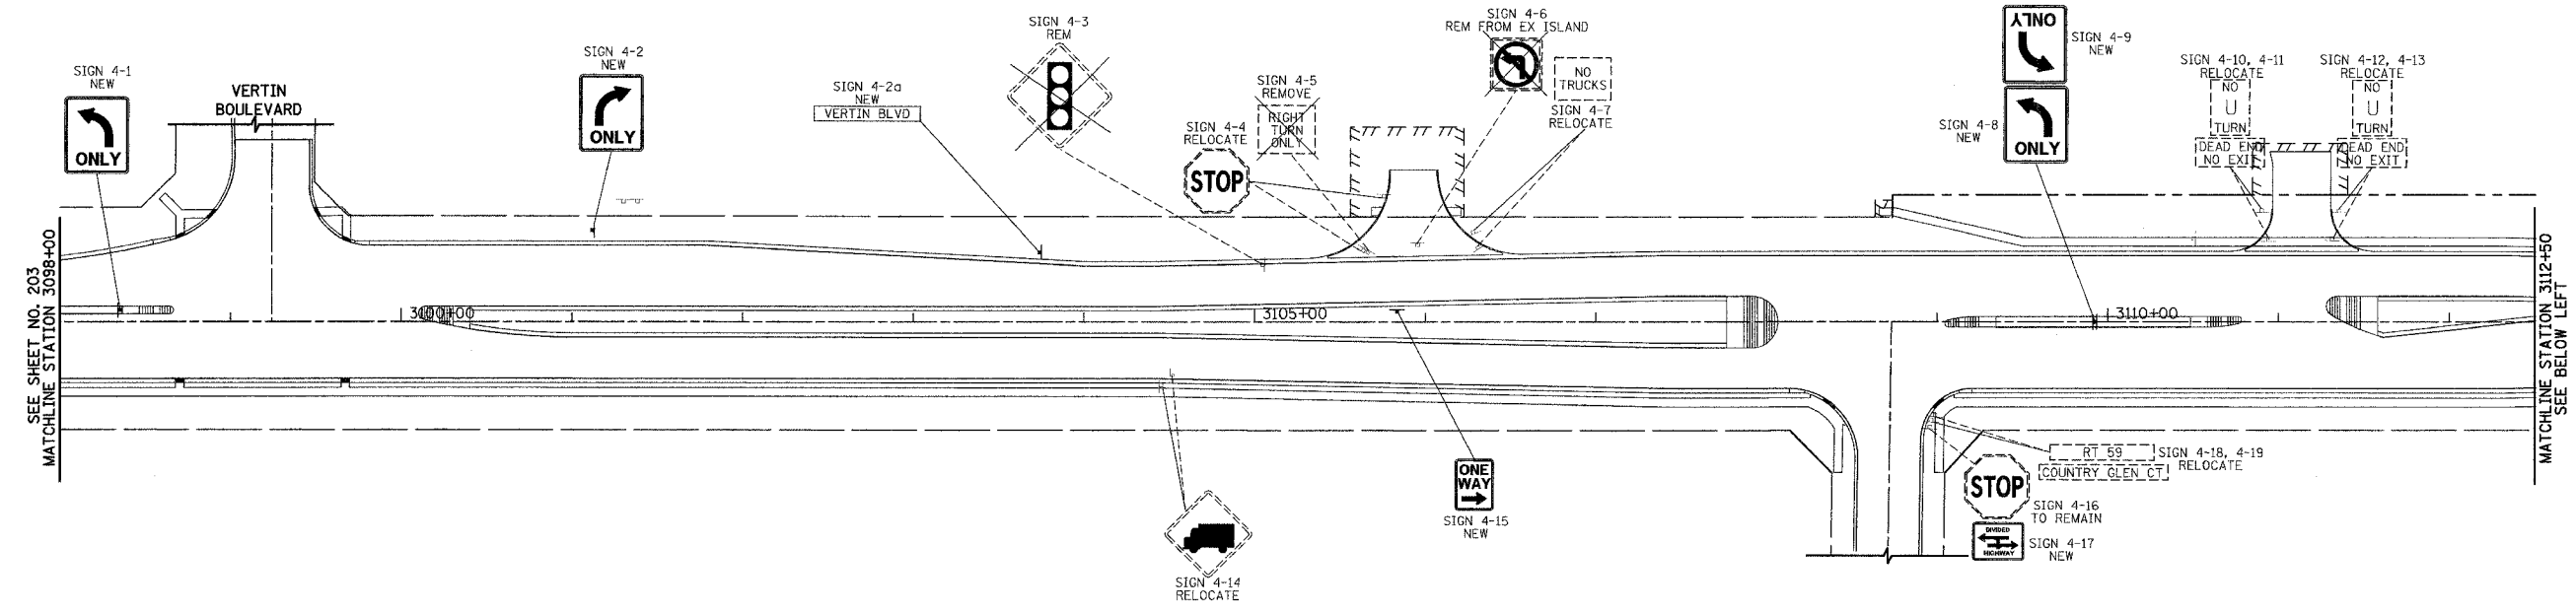 SEE SHEET NO. 203
MATCHLINE STATION 3098+00
SIGN 4-1
NEW
ONLY
VERTIN
BOULEVARD
SIGN 4-2
NEW
ONLY
SIGN 4-2a
NEW
VERTIN BLVD
SIGN 4-3
REM
SIGN 4-4
RELOCATE
STOP
SIGN 4-5
REMOVE
RIGHT
TURN
ONLY
SIGN 4-6
REM FROM EX ISLAND
NO
TRUCKS
SIGN 4-7
RELOCATE
ONLY
SIGN 4-9
NEW
SIGN 4-8
NEW
ONLY
SIGN 4-10, 4-11
RELOCATE
NO
U
TURN
DEAD END
NO EXIT
SIGN 4-12, 4-13
RELOCATE
NO
U
TURN
DEAD END
NO EXIT
3100+00
3105+00
3110+00
SIGN 4-14
RELOCATE
ONE
WAY
SIGN 4-15
NEW
RT 59
COUNTRY GLEN CT
SIGN 4-18, 4-19
RELOCATE
STOP
SIGN 4-16
TO REMAIN
DIVIDED
HIGHWAY
SIGN 4-17
NEW
MATCHLINE STATION 3112+50
SEE BELOW LEFT